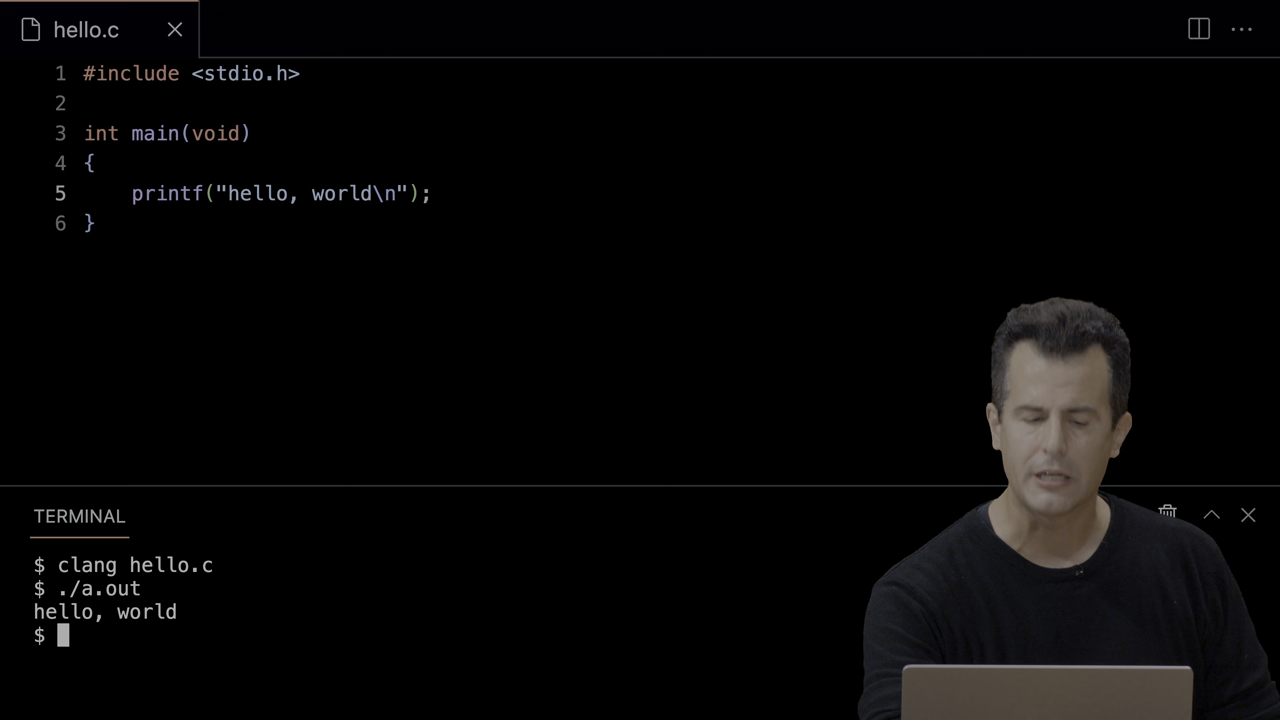 hello.c
1 #include <stdio.h>
2
3 int main(void)
4 {
5     printf("hello, world\n");
6 }
TERMINAL
$ clang hello.c
$ ./a.out
hello, world
$